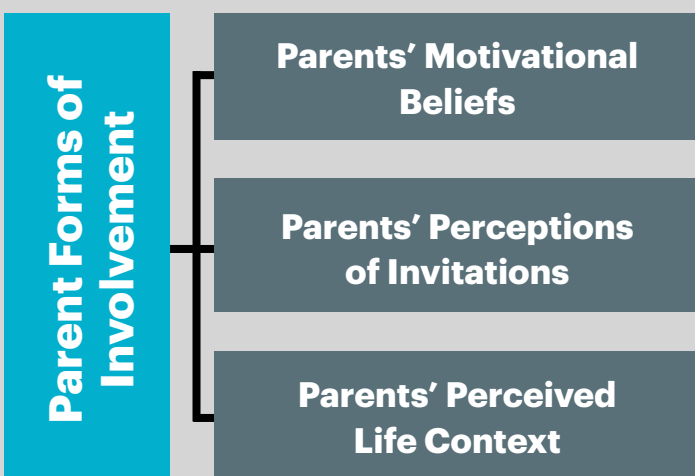 Parent Forms of
Involvement
Parents’ Motivational
Beliefs
Parents’ Perceptions
of Invitations
Parents’ Perceived
Life Context